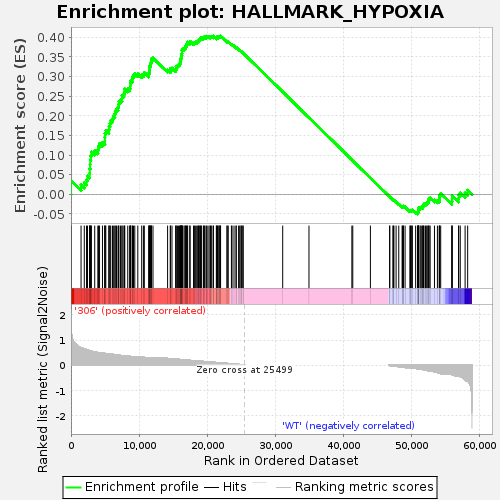 Enrichment plot: HALLMARK_HYPOXIA
Enrichment score (ES)
0.40
0.35
0.30
0.25
0.20
0.15
0.10
0.05
0.00
-0.05
'306' (positively correlated)
Ranked list metric (Signal2Noise)
2
1
0
-1
-2
Zero cross at 25499
'WT' (negatively correlated)
0
10,000
20,000
30,000
40,000
50,000
60,000
Rank in Ordered Dataset
Enrichment profile
Hits
Ranking metric scores